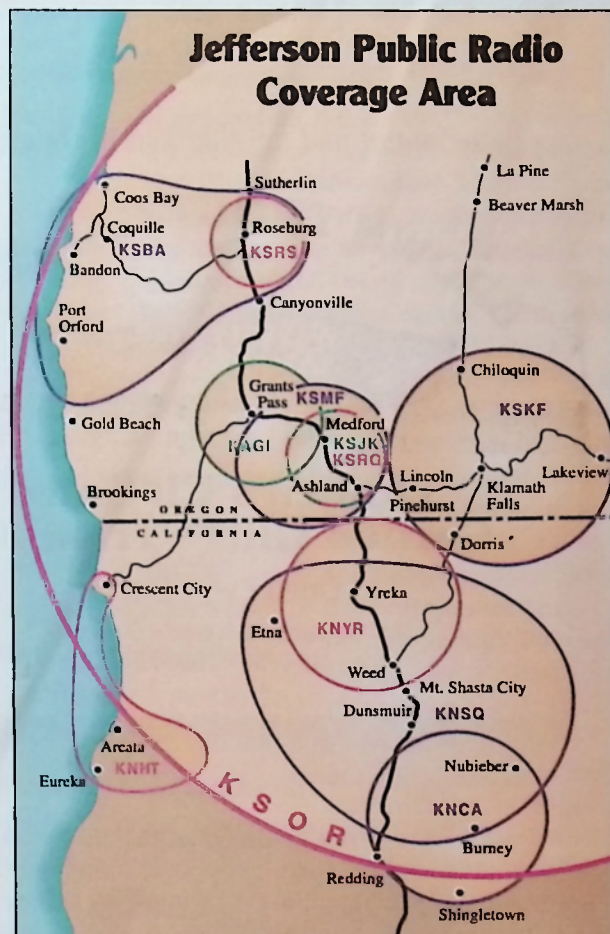 Jefferson Public Radio
Coverage Area
La Pine
Beaver Marsh
Sutherlin
Coos Bay
Roseburg
KSRS
Coquille
KSBA
Bandon
Canyonville
Port
Orford
Chiloquin
Grants
Pass
KSMF
KSKF
Gold Beach
KAGI
Medford
KSJK
KSRQ
Lakeview
Ashland
Lincoln
Pinehurst
Klamath
Falls
Brookings
OREGON
CALIFORNIA
Dorris
Crescent City
Yreka
Etna
KNYR
Weed
Mt. Shasta City
Dunsmuir
KNSQ
Arcata
Eureka
KNHT
Nubieber
KSOR
KNCA
Burney
Redding
Shingletown